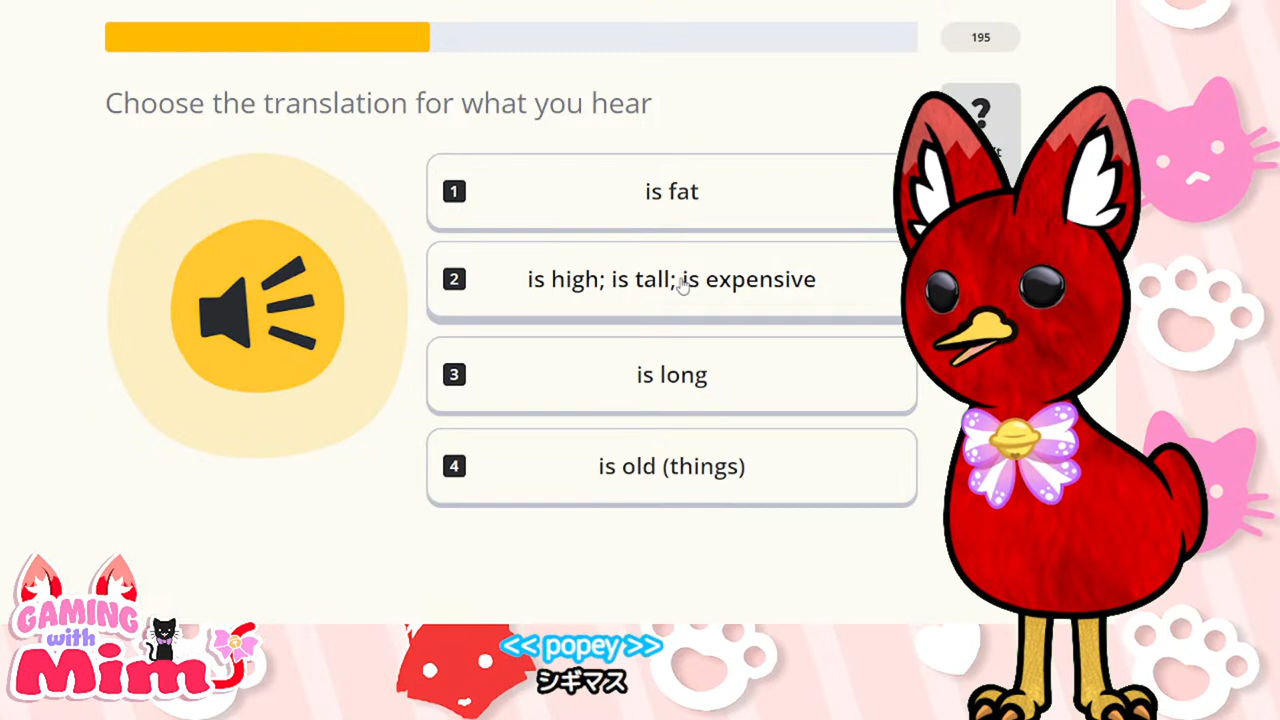 195
Choose the translation for what you hear
?
1 is fat
2 is high; is tall; is expensive
3 is long
4 is old (things)
GAMING
with
Mim
<< popey >>
シギマス